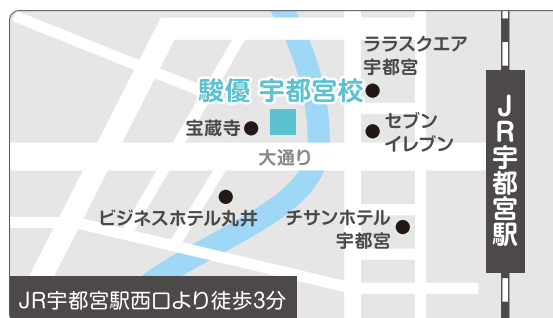 ララスクエア
宇都宮
駿優 宇都宮校
宝蔵寺
セブン
イレブン
大通り
JR宇都宮駅
ビジネスホテル丸井
チサンホテル
宇都宮
JR宇都宮駅西口より徒歩3分